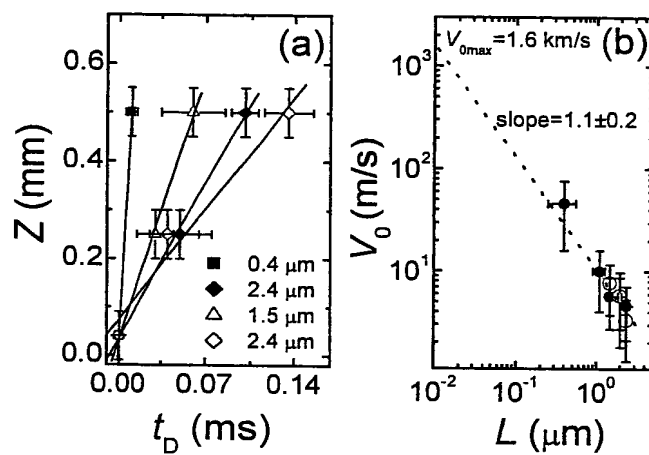 (a)
Z (mm)
0.6
0.4
0.2
0.0
0.4 μm
2.4 μm
1.5 μm
2.4 μm
0.00 0.07 0.14
t_D (ms)
(b)
V_0max=1.6 km/s
slope=1.1±0.2
V_0 (m/s)
10^3
10^2
10^1
10^0
10^-2 10^-1 10^0
L (μm)